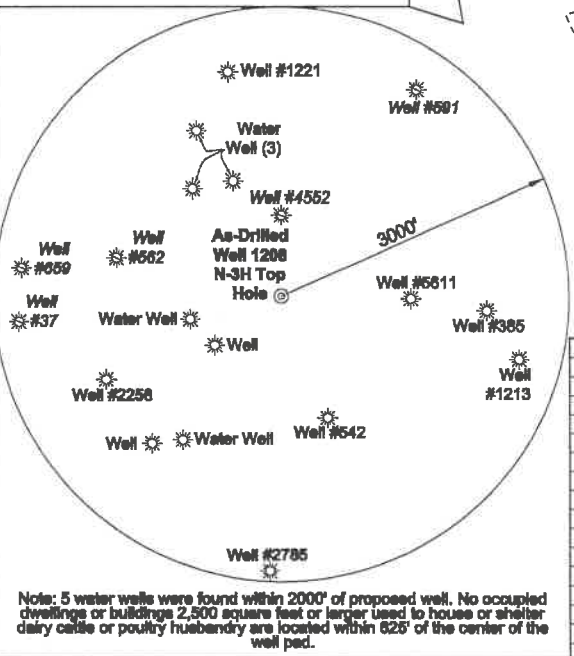 Well #1221
Well #591
Water
Well (3)
Well #4552
As-Drilled
Well 1208
N-3H Top
Hole
3000'
Well
#659
Well
#562
Well
#37
Water Well
Well
Well #5611
Well #385
Well
#1213
Well #2258
Well
Water Well
Well #542
Well #2785
Note: 5 water wells were found within 2000' of proposed well. No occupied
dwellings or buildings 2,500 square feet or larger used to house or shelter
dairy cattle or poultry husbandry are located within 625' of the center of the
well pad.